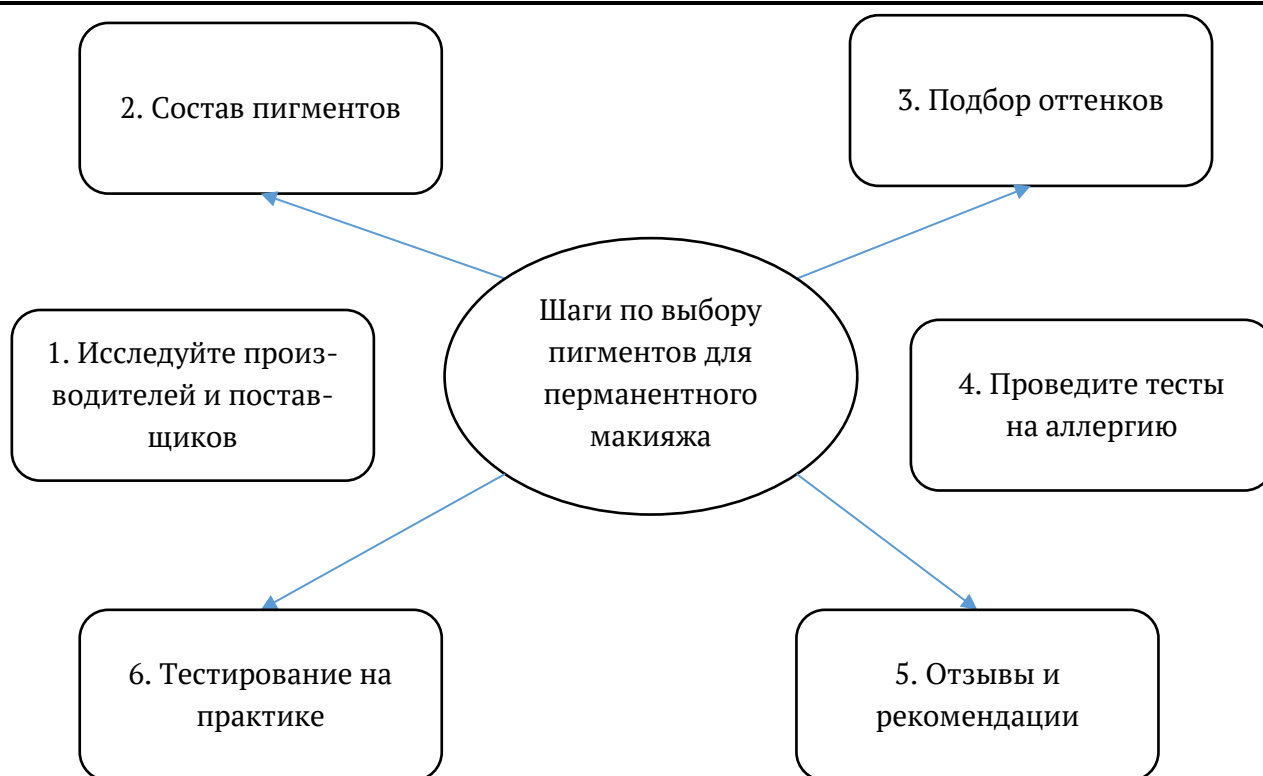 2. Состав пигментов
3. Подбор оттенков
Шаги по выбору
пигментов для
перманентного
макияжа
1. Исследуйте произ-
водителей и постав-
щиков
4. Проведите тесты
на аллергию
6. Тестирование на
практике
5. Отзывы и
рекомендации